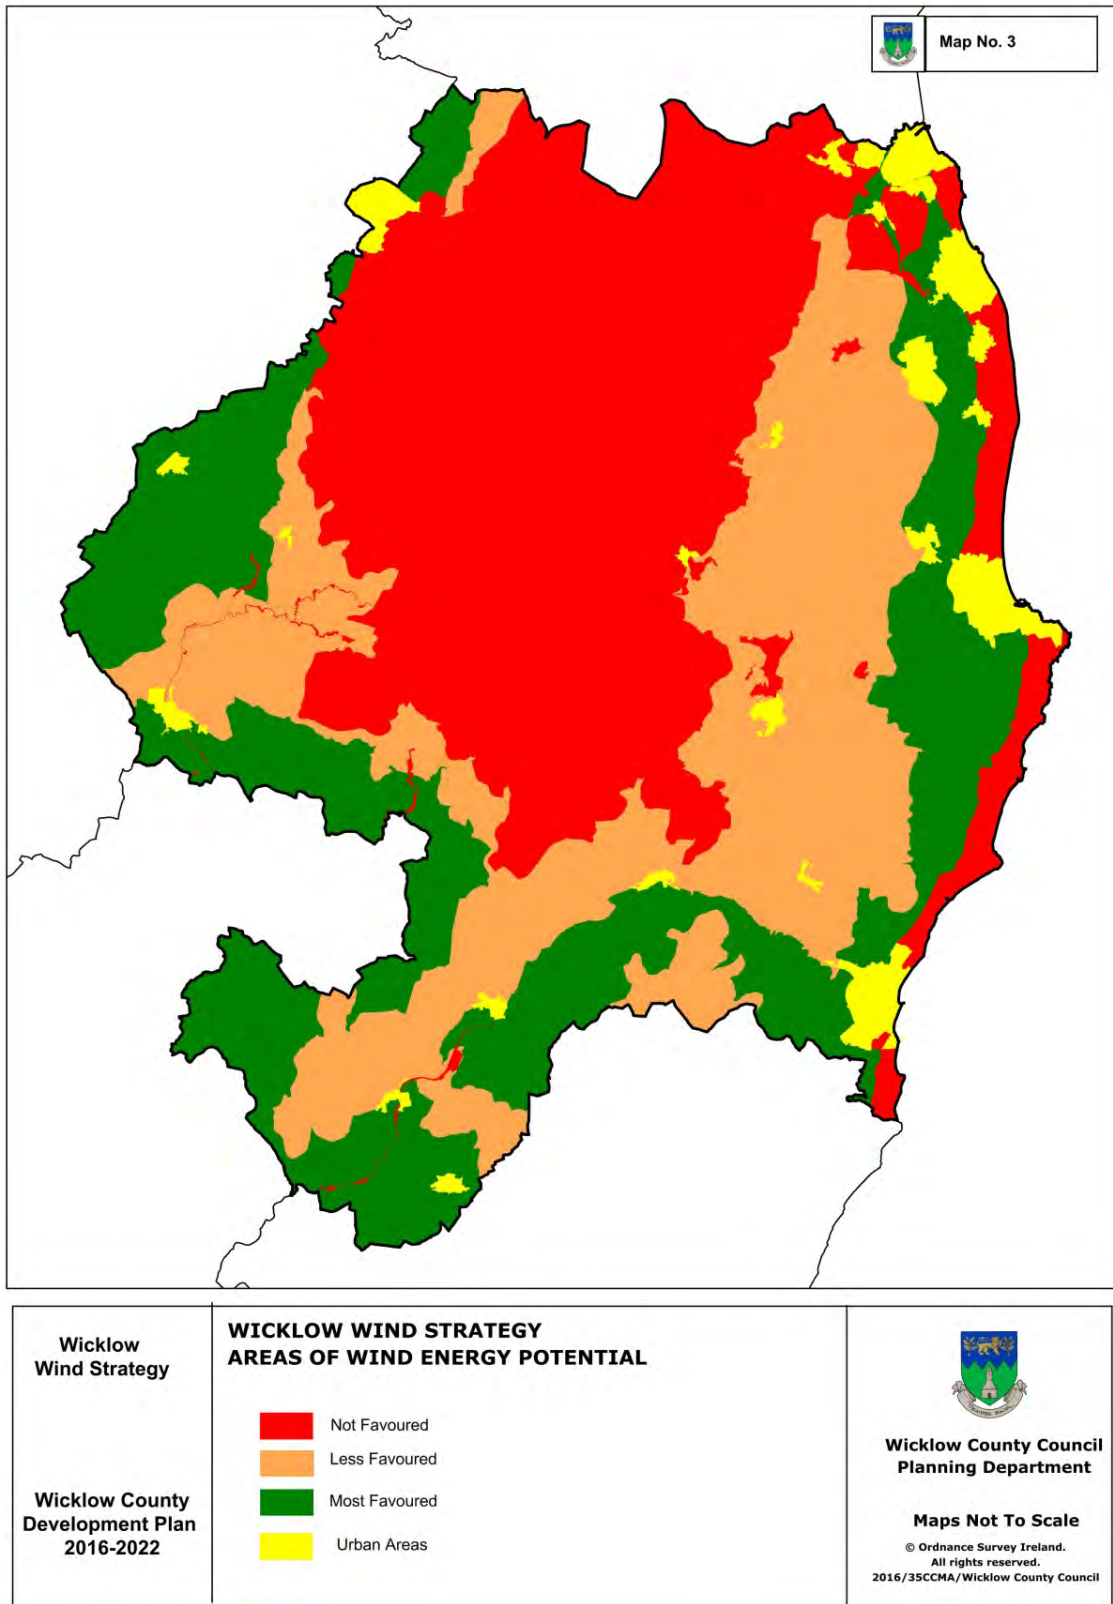 Map No. 3
Wicklow
Wind Strategy
Wicklow County
Development Plan
2016-2022
WICKLOW WIND STRATEGY
AREAS OF WIND ENERGY POTENTIAL
Not Favoured
Less Favoured
Most Favoured
Urban Areas
Wicklow County Council
Planning Department
Maps Not To Scale
© Ordnance Survey Ireland.
All rights reserved.
2016/35CCMA/Wicklow County Council